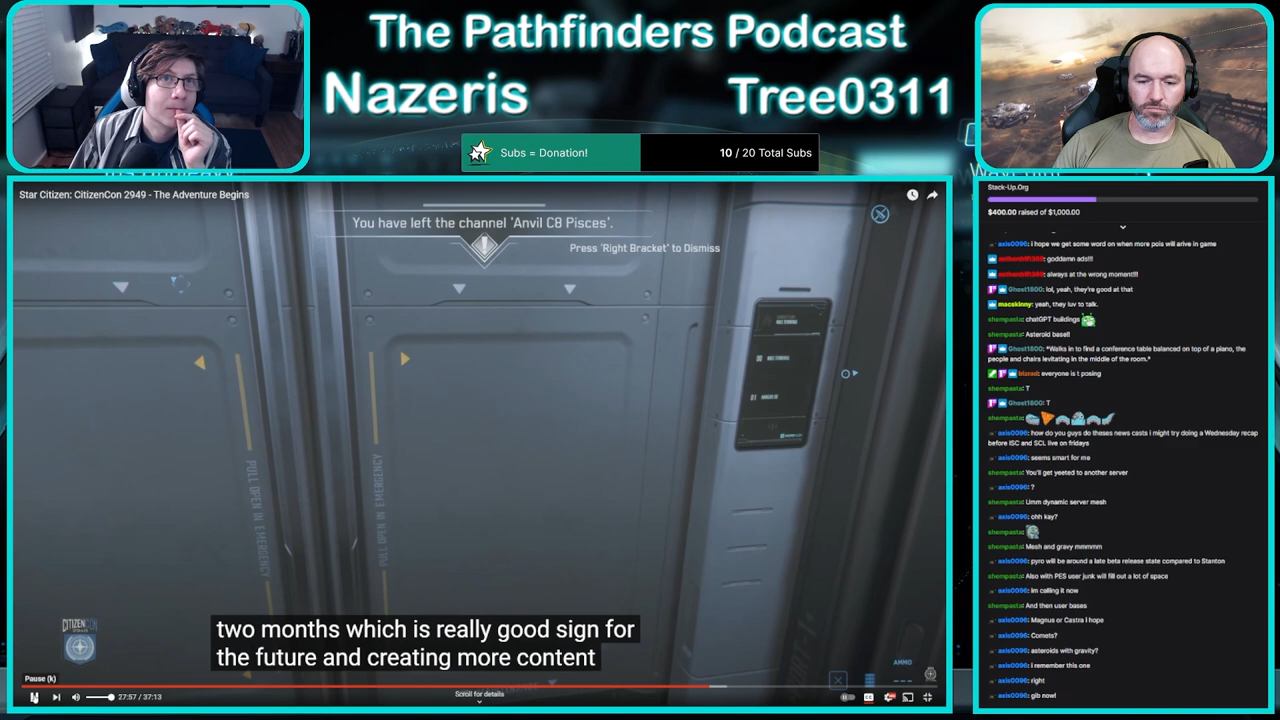 The Pathfinders Podcast
Nazeris
Tree0311
Subs = Donation!
10 / 20 Total Subs
Star Citizen: CitizenCon 2949 - The Adventure Begins
You have left the channel 'Anvil C8 Pisces'.
Press 'Right Bracket' to Dismiss
PULL OPEN IN EMERGENCY
PULL OPEN IN EMERGENCY
CITIZENCON
two months which is really good sign for
the future and creating more content
AMMO
Pause (k)
27:57 / 37:13
Scroll for details
Stack-Up.Org
$400.00 raised of $1,000.00
axis0096: i hope we get some word on when more pois will arive in game
: goddamn ads!!!
: always at the wrong moment!!!
Ghost1800: lol, yeah, they're good at that
macskinny: yeah, they luv to talk.
shempasta: chatGPT buildings
shempasta: Asteroid base!!
Ghost1800: *Walks in to find a conference table balanced on top of a piano, the
people and chairs levitating in the middle of the room.*
: everyone is t posing
shempasta: T
Ghost1800: T
shempasta:
axis0096: how do you guys do theses news casts i might try doing a Wednesday recap
before ISC and SCL live on fridays
axis0096: seems smart for me
shempasta: You'll get yeeted to another server
axis0096: ?
shempasta: Umm dynamic server mesh
axis0096: ohh kay?
shempasta:
shempasta: Mesh and gravy mmmmm
axis0096: pyro will be around a late beta release state compared to Stanton
shempasta: Also with PES user junk will fill out a lot of space
axis0096: Im calling it now
shempasta: And then user bases
axis0096: Magnus or Castra i hope
axis0096: Comets?
axis0096: asteroids with gravity?
axis0096: i remember this one
axis0096: right
axis0096: gib now!